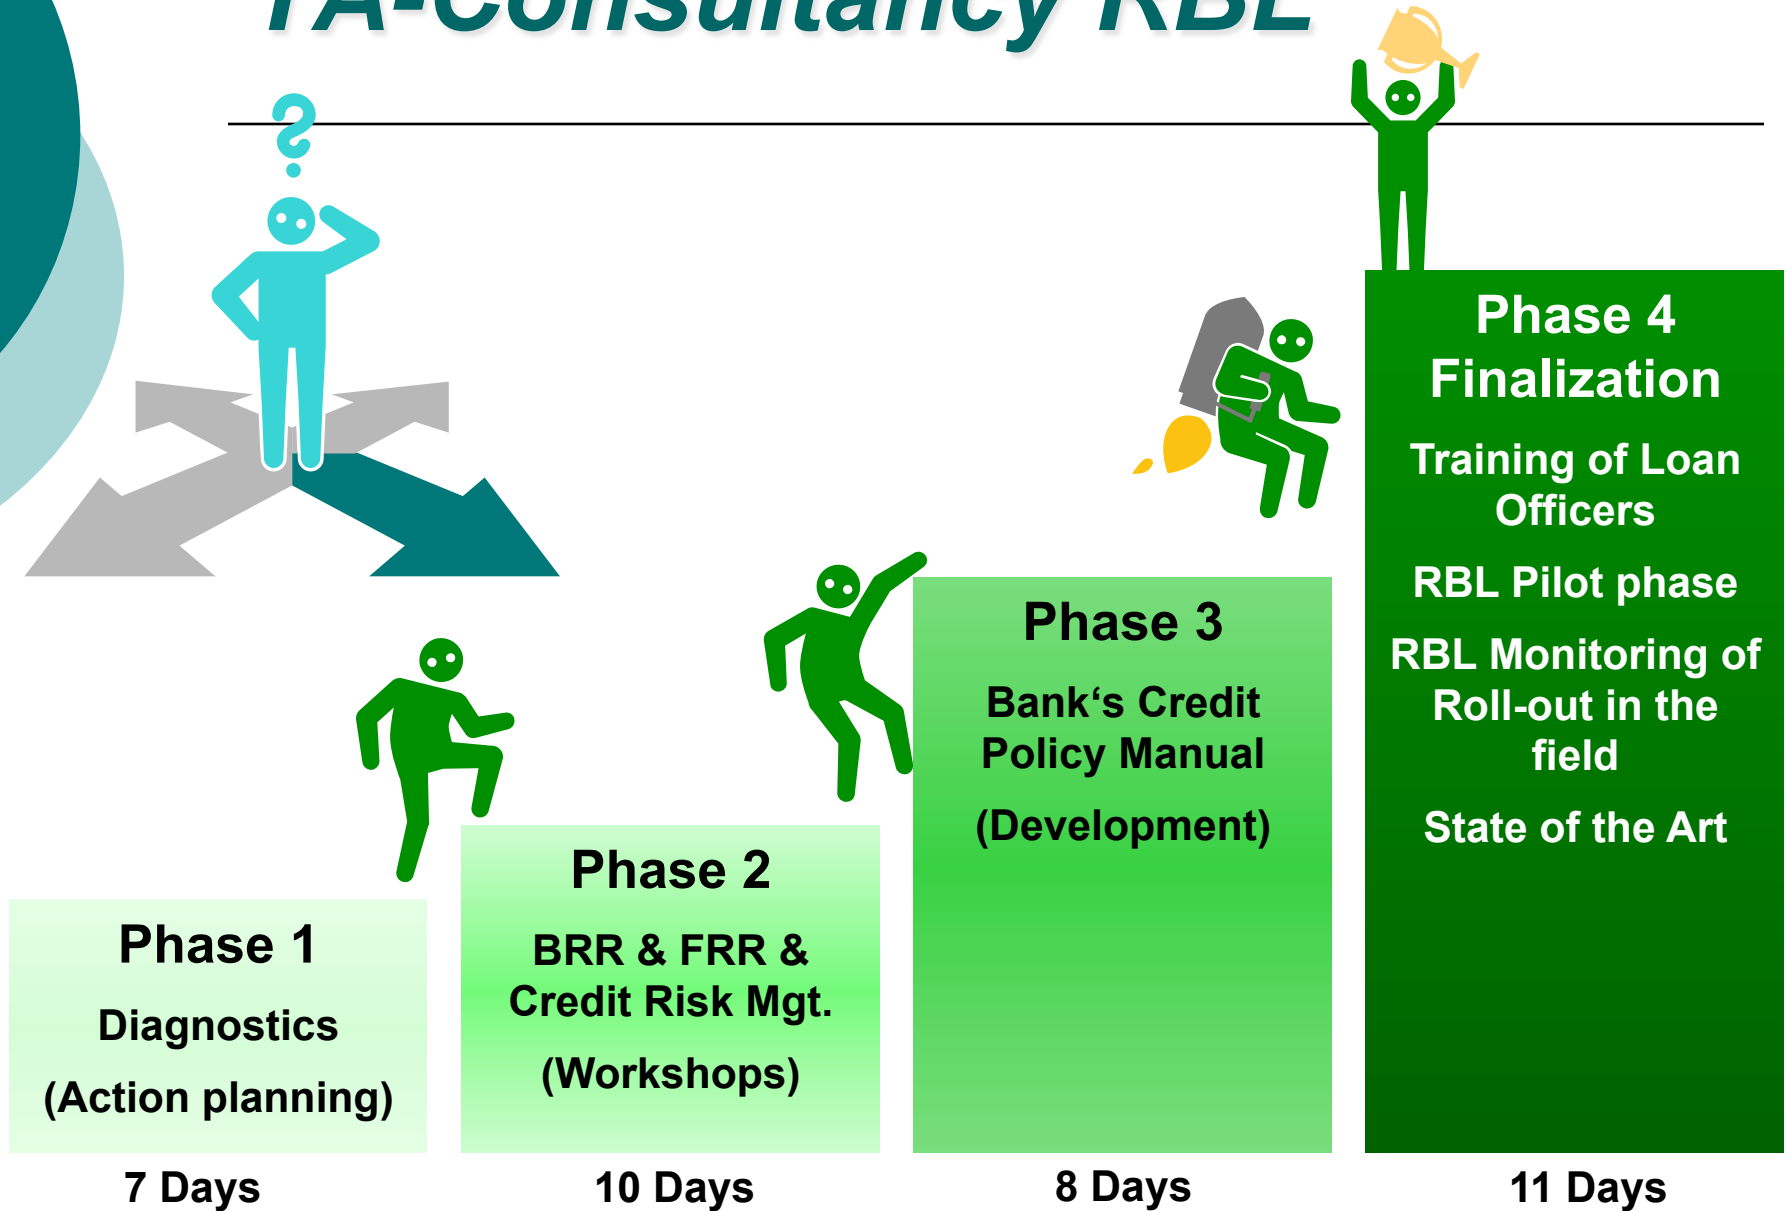 TA-Consultancy RBL
?
Phase 4
Finalization
Training of Loan
Officers
RBL Pilot phase
RBL Monitoring of
Roll-out in the
field
State of the Art
Phase 3
Bank‘s Credit
Policy Manual
(Development)
Phase 2
BRR & FRR &
Credit Risk Mgt.
(Workshops)
Phase 1
Diagnostics
(Action planning)
7 Days
10 Days
8 Days
11 Days